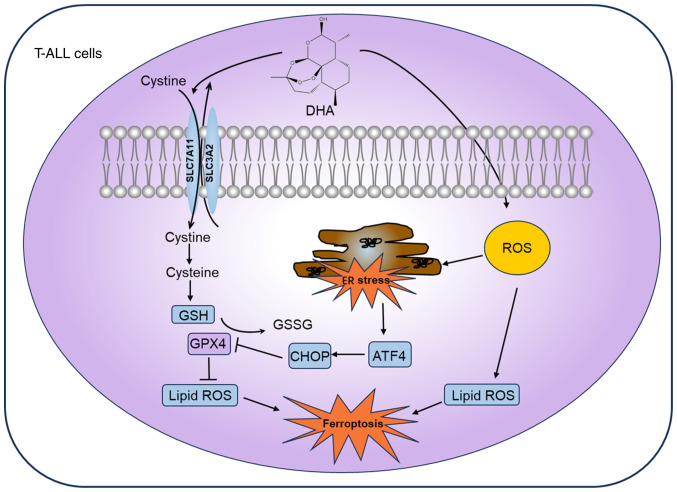 T-ALL cells
OH
O
O
O
O
O
DHA
Cystine
SLC7A11
SLC3A2
Cystine
Cysteine
GSH
GSSG
GPX4
CHOP
ATF4
ER stress
ROS
Lipid ROS
Lipid ROS
Ferroptosis